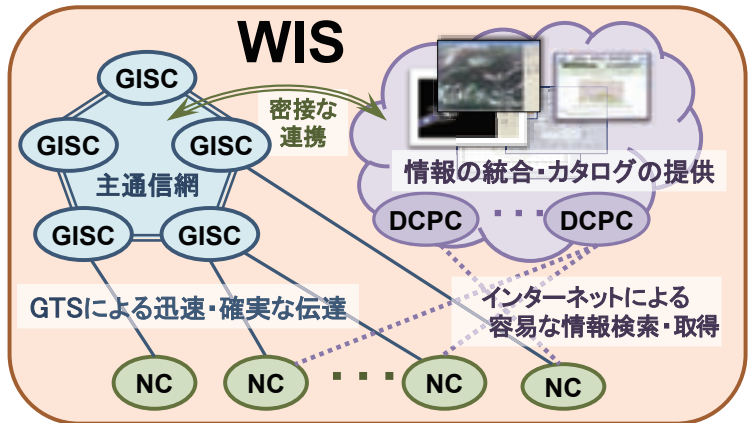 WIS
GISC
密接な
連携
GISC
GISC
主通信網
情報の統合・カタログの提供
GISC
GISC
DCPC
・・・
DCPC
GTSによる迅速・確実な伝達
インターネットによる
容易な情報検索・取得
NC
NC
・・・
NC
NC